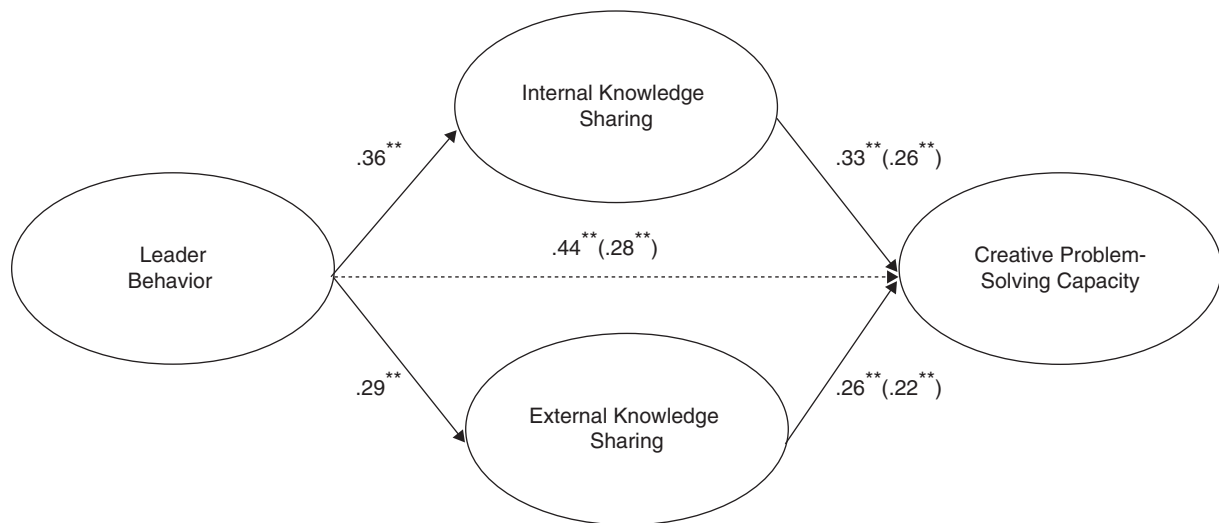 Internal Knowledge
Sharing
.36**
.33**(.26**)
.44**(.28**)
Leader
Behavior
Creative Problem-
Solving Capacity
.29**
.26**(.22**)
External Knowledge
Sharing